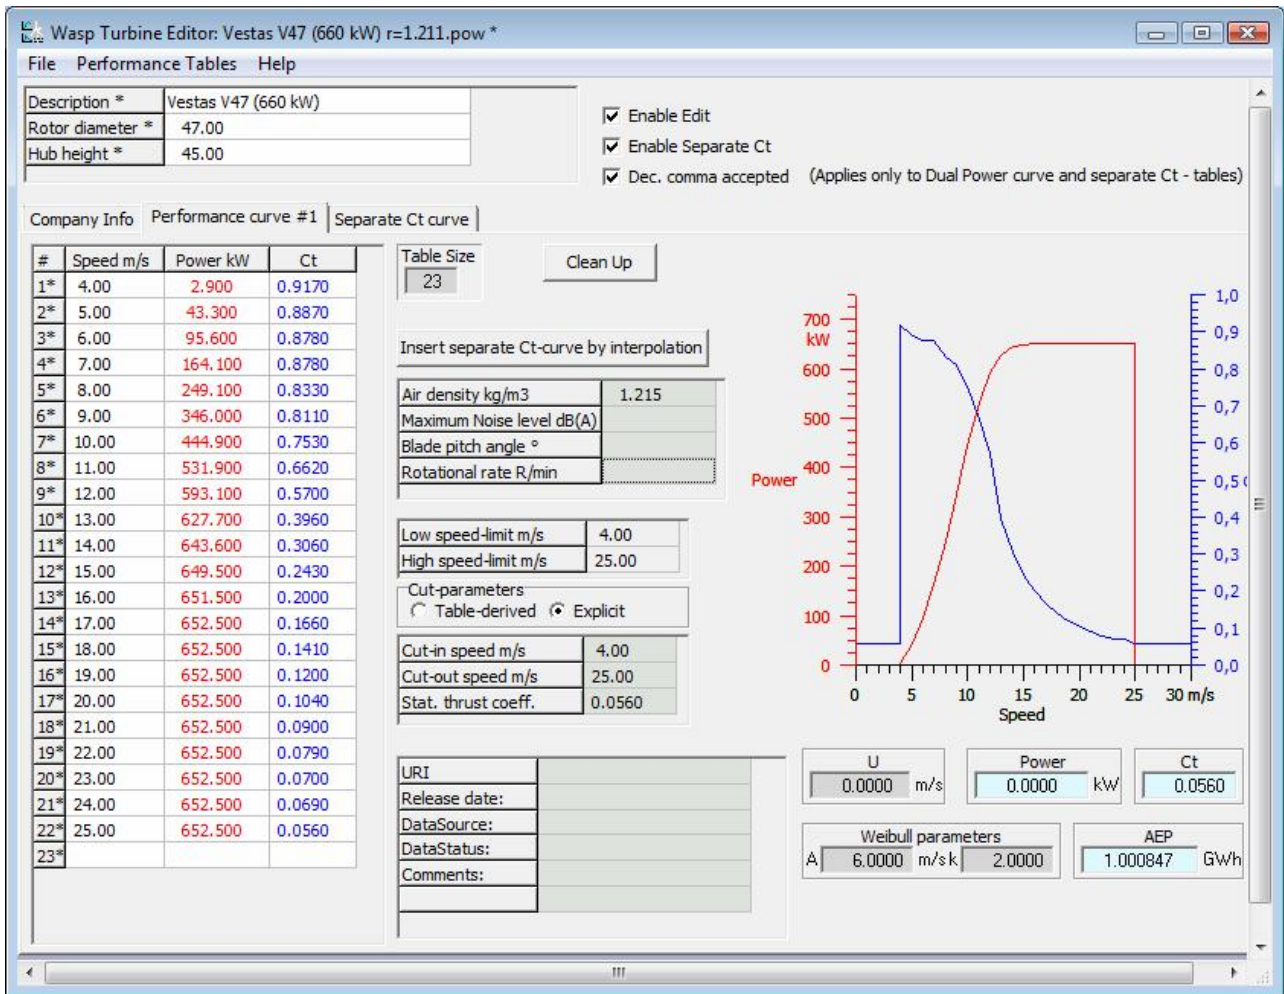 Wasp Turbine Editor: Vestas V47 (660 kW) r=1.211.pow *
File Performance Tables Help
Description * Vestas V47 (660 kW)
Rotor diameter * 47.00
Hub height * 45.00
Enable Edit
Enable Separate Ct
Dec. comma accepted (Applies only to Dual Power curve and separate Ct - tables)
Company Info Performance curve #1 Separate Ct curve
# Speed m/s Power kW Ct
1* 4.00 2.900 0.9170
2* 5.00 43.300 0.8870
3* 6.00 95.600 0.8780
4* 7.00 164.100 0.8780
5* 8.00 249.100 0.8330
6* 9.00 346.000 0.8110
7* 10.00 444.900 0.7530
8* 11.00 531.900 0.6620
9* 12.00 593.100 0.5700
10* 13.00 627.700 0.3960
11* 14.00 643.600 0.3060
12* 15.00 649.500 0.2430
13* 16.00 651.500 0.2000
14* 17.00 652.500 0.1660
15* 18.00 652.500 0.1410
16* 19.00 652.500 0.1200
17* 20.00 652.500 0.1040
18* 21.00 652.500 0.0900
19* 22.00 652.500 0.0790
20* 23.00 652.500 0.0700
21* 24.00 652.500 0.0690
22* 25.00 652.500 0.0560
23*
Table Size
23
Clean Up
Insert separate Ct-curve by interpolation
Air density kg/m3 1.215
Maximum Noise level dB(A)
Blade pitch angle °
Rotational rate R/min
Low speed-limit m/s 4.00
High speed-limit m/s 25.00
Cut-parameters
Table-derived Explicit
Cut-in speed m/s 4.00
Cut-out speed m/s 25.00
Stat. thrust coeff. 0.0560
URI
Release date:
DataSource:
DataStatus:
Comments:
700
kW
600
500
400
Power
300
200
100
0
1,0
0,9
0,8
0,7
0,6
0,5
0,4
0,3
0,2
0,1
0,0
0 5 10 15 20 25 30 m/s
Speed
U Power Ct
0.0000 m/s 0.0000 kW 0.0560
Weibull parameters AEP
A 6.0000 m/s k 2.0000 1.000847 GWh